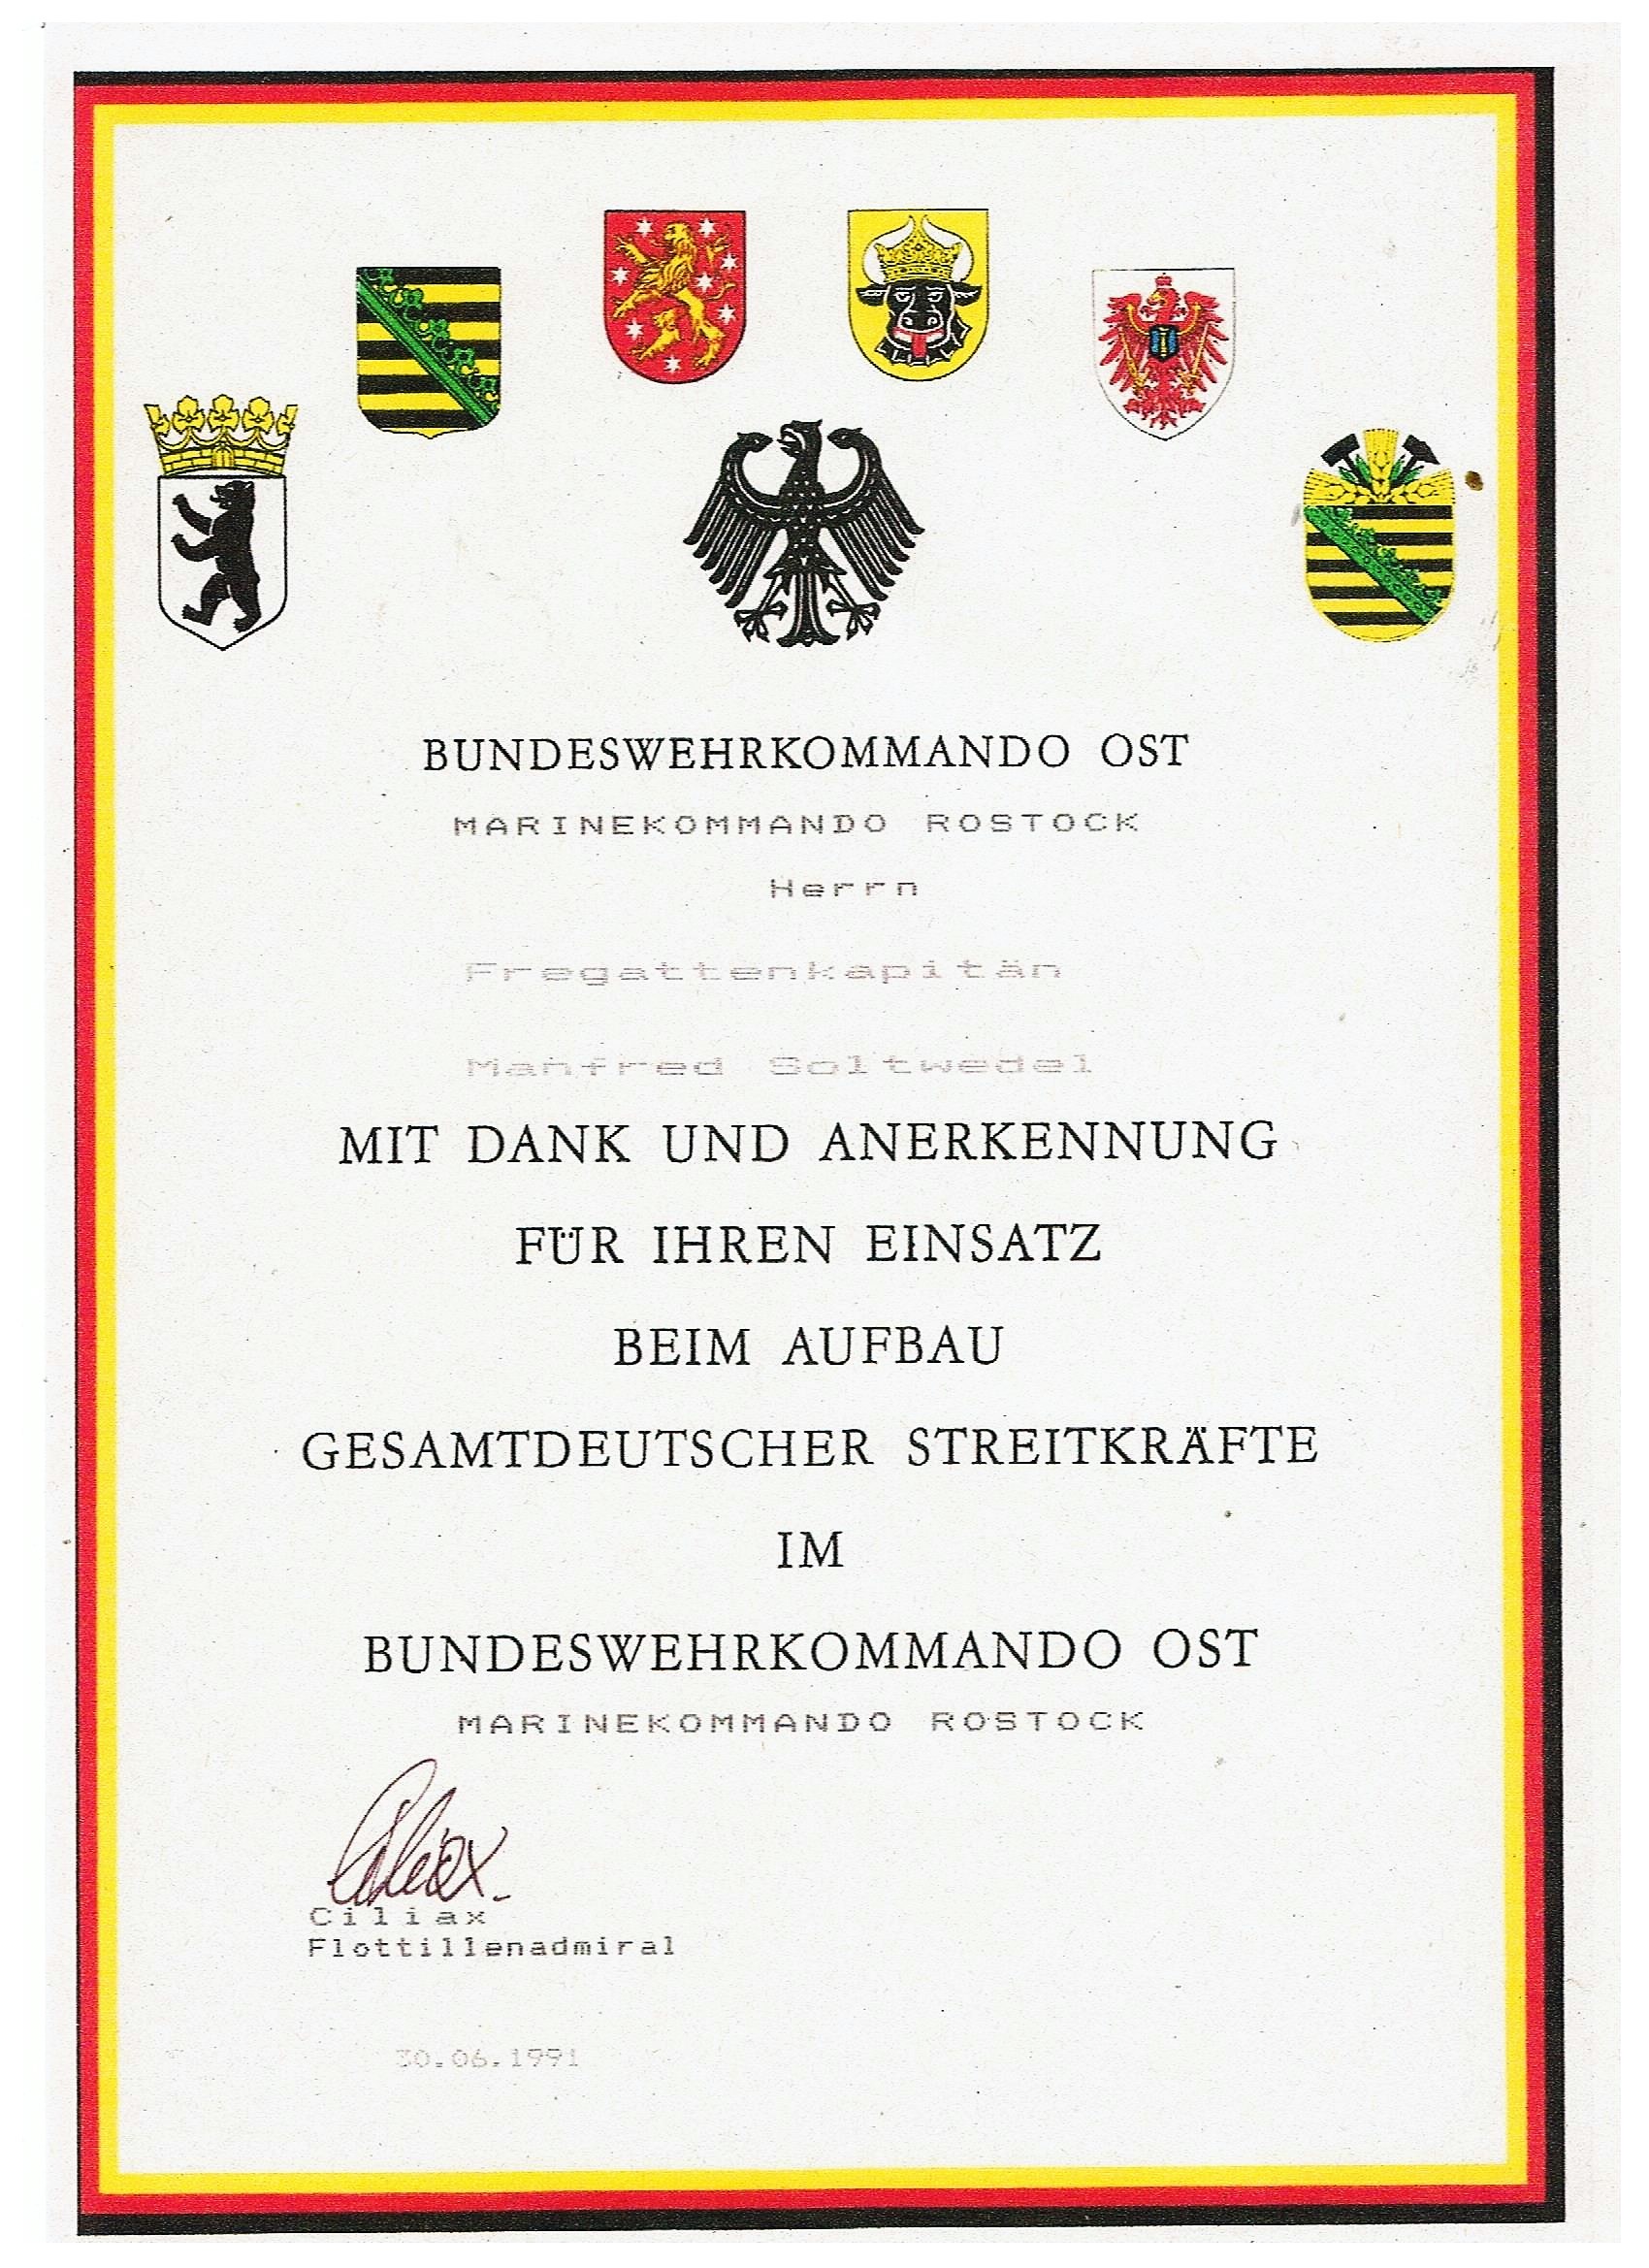 BUNDESWEHRKOMMANDO OST
MARINEKOMMANDO ROSTOCK
Herrn
Fregattenkapitän
Manfred Soltwedel
MIT DANK UND ANERKENNUNG
FÜR IHREN EINSATZ
BEIM AUFBAU
GESAMTDEUTSCHER STREITKRÄFTE
IM
BUNDESWEHRKOMMANDO OST
MARINEKOMMANDO ROSTOCK
Ciliax
Ciliax
Flottillenadmiral
30.06.1991